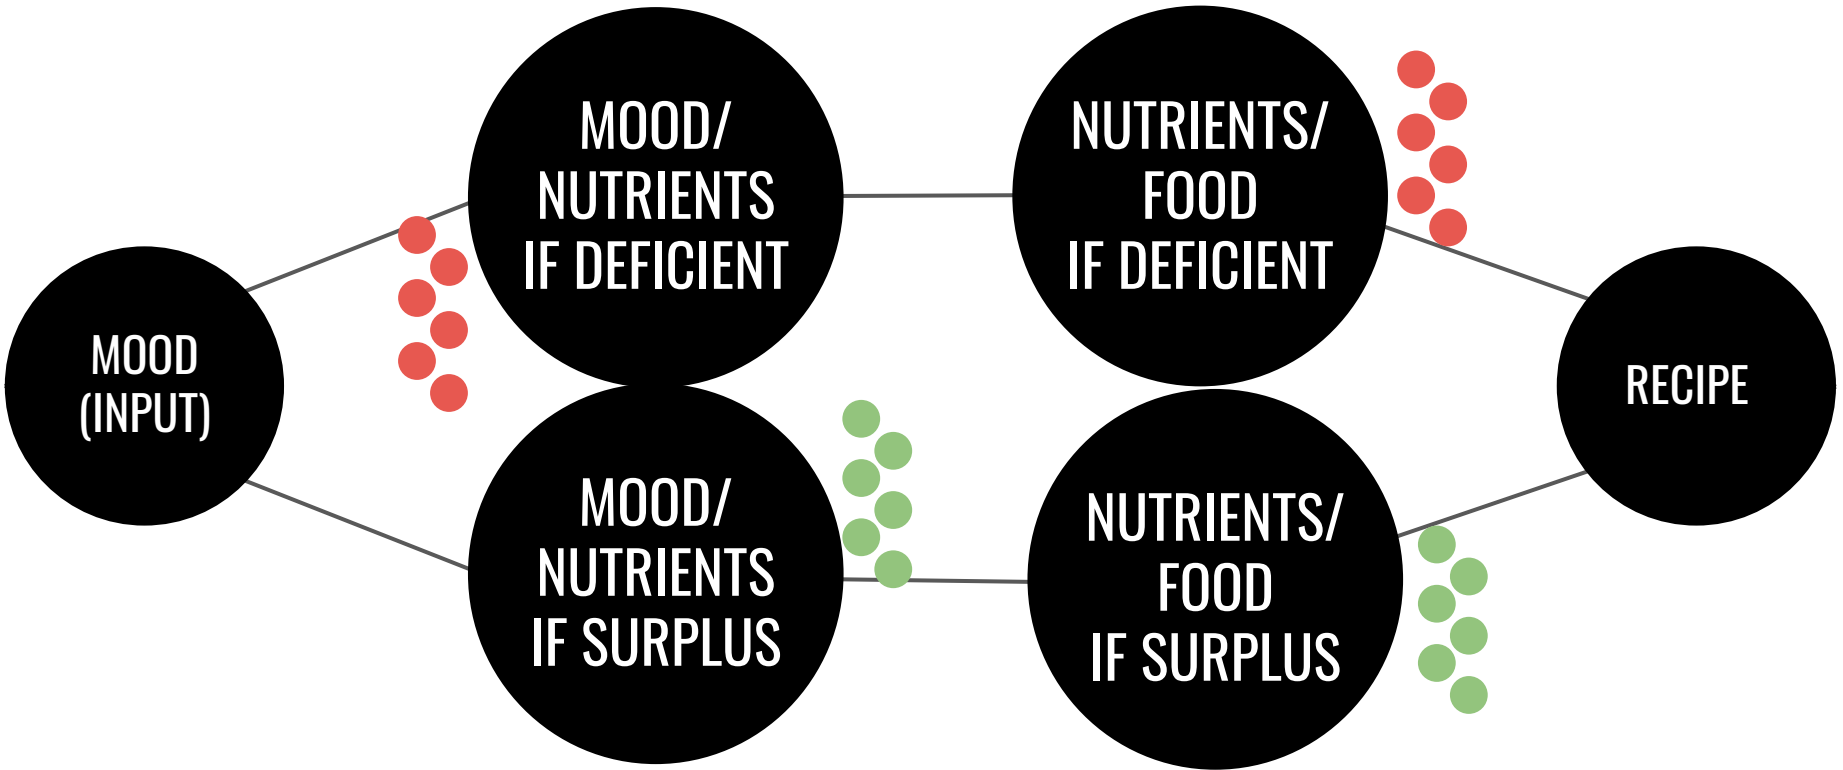 MOOD
(INPUT)
MOOD/
NUTRIENTS
IF DEFICIENT
NUTRIENTS/
FOOD
IF DEFICIENT
MOOD/
NUTRIENTS
IF SURPLUS
NUTRIENTS/
FOOD
IF SURPLUS
RECIPE